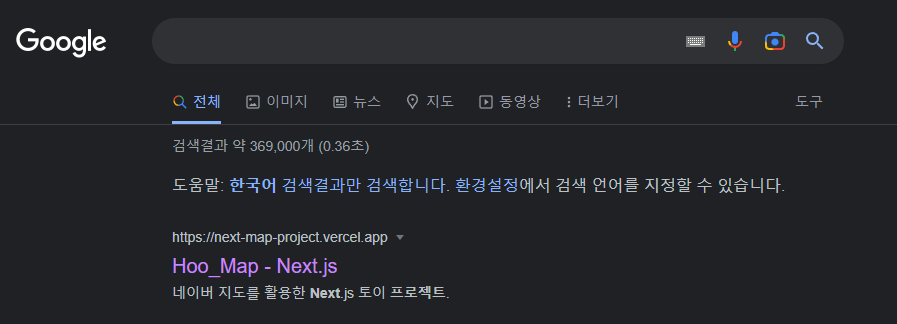 Google
전체 이미지 뉴스 지도 동영상 더보기 도구
검색결과 약 369,000개 (0.36초)
도움말: 한국어 검색결과만 검색합니다. 환경설정에서 검색 언어를 지정할 수 있습니다.
https://next-map-project.vercel.app
Hoo_Map - Next.js
네이버 지도를 활용한 Next.js 토이 프로젝트.